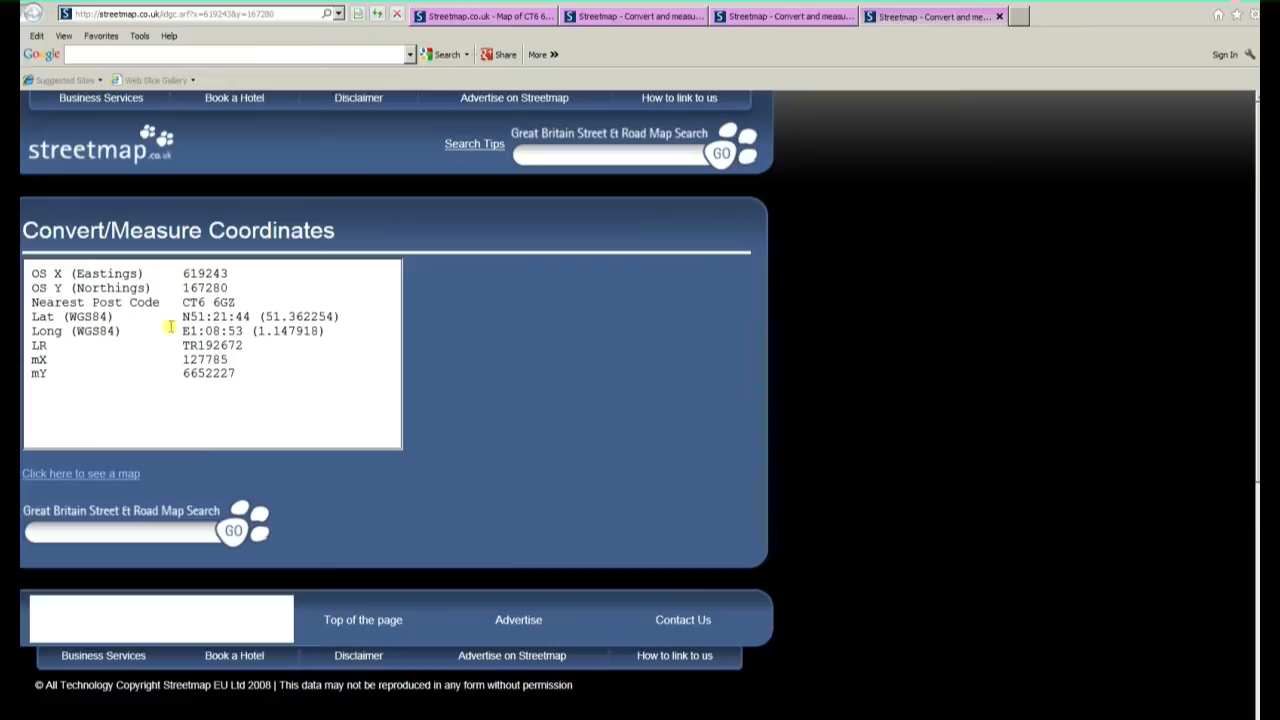 http://streetmap.co.uk/idgc.srf?x=619243&y=167280
Streetmap.co.uk - Map of CT6 6...
Streetmap - Convert and measu...
Streetmap - Convert and measu...
Streetmap - Convert and me...
Edit View Favorites Tools Help
Google Search Share More »
Sign In
Suggested Sites Web Slice Gallery
Business Services Book a Hotel Disclaimer Advertise on Streetmap How to link to us
streetmap.co.uk
Search Tips
Great Britain Street & Road Map Search
GO
Convert/Measure Coordinates
OS X (Eastings) 619243
OS Y (Northings) 167280
Nearest Post Code CT6 6GZ
Lat (WGS84) N51:21:44 (51.362254)
Long (WGS84) E1:08:53 (1.147918)
LR TR192672
mX 127785
mY 6652227
Click here to see a map
Great Britain Street & Road Map Search
GO
Top of the page Advertise Contact Us
Business Services Book a Hotel Disclaimer Advertise on Streetmap How to link to us
© All Technology Copyright Streetmap EU Ltd 2008 | This data may not be reproduced in any form without permission